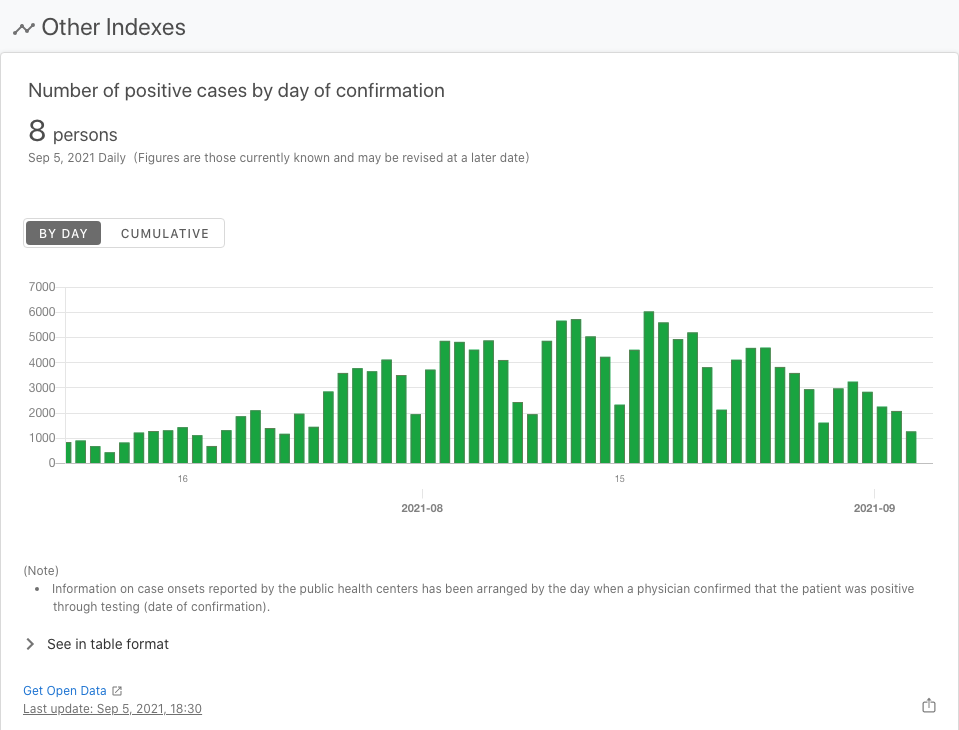 Other Indexes
Number of positive cases by day of confirmation
8 persons
Sep 5, 2021 Daily (Figures are those currently known and may be revised at a later date)
BY DAY CUMULATIVE
7000
6000
5000
4000
3000
2000
1000
0
16 15
2021-08 2021-09
(Note)
• Information on case onsets reported by the public health centers has been arranged by the day when a physician confirmed that the patient was positive
through testing (date of confirmation).
See in table format
Get Open Data
Last update: Sep 5, 2021, 18:30